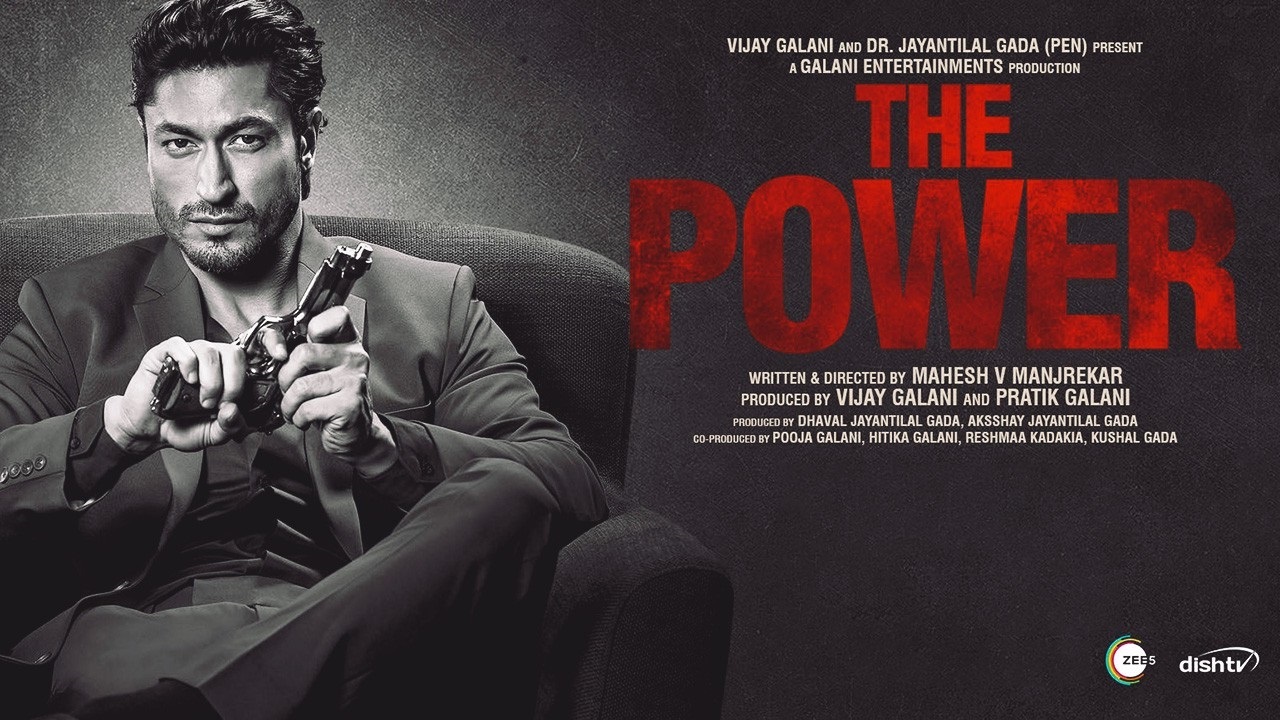 VIJAY GALANI AND DR. JAYANTILAL GADA (PEN) PRESENT
A GALANI ENTERTAINMENTS PRODUCTION
THE
POWER
WRITTEN & DIRECTED BY MAHESH V MANJREKAR
PRODUCED BY VIJAY GALANI AND PRATIK GALANI
PRODUCED BY DHAVAL JAYANTILAL GADA, AKSSHAY JAYANTILAL GADA
CO-PRODUCED BY POOJA GALANI, HITIKA GALANI, RESHMAA KADAKIA, KUSHAL GADA
ZEE5
dishtv